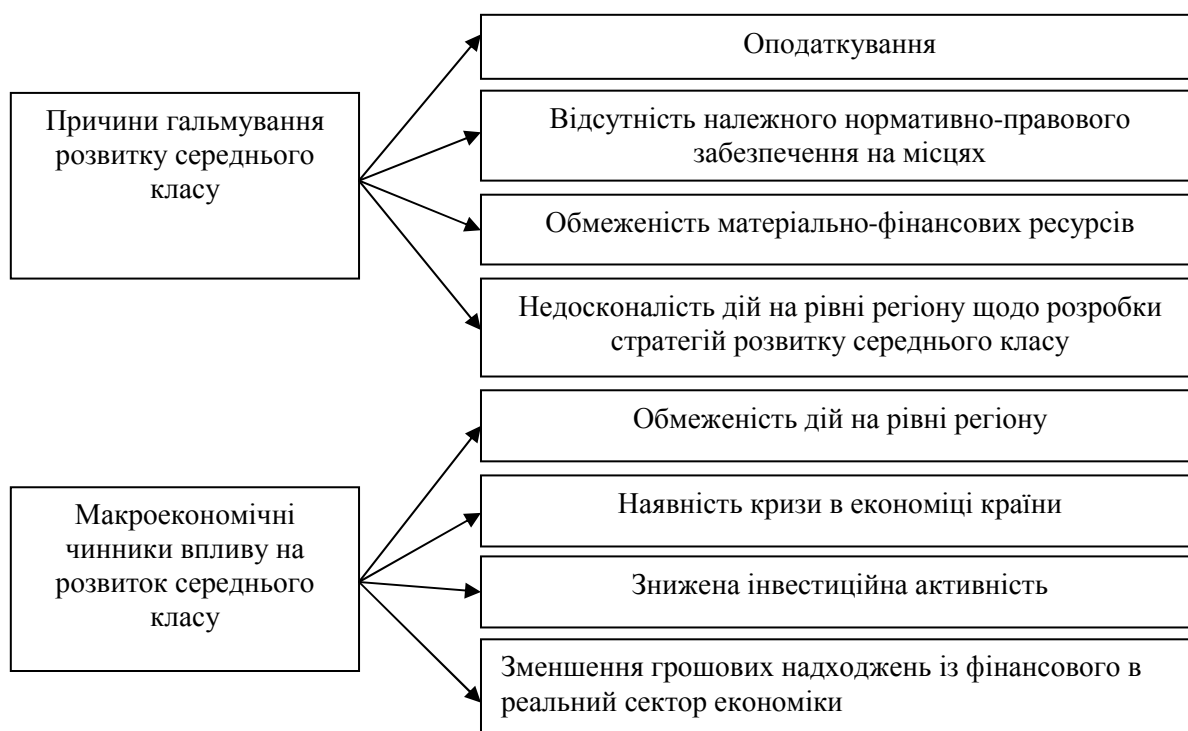 Причини гальмування
розвитку середнього
класу
Оподаткування
Відсутність належного нормативно-правового
забезпечення на місцях
Обмеженість матеріально-фінансових ресурсів
Недосконалість дій на рівні регіону щодо розробки
стратегій розвитку середнього класу
Макроекономічні
чинники впливу на
розвиток середнього
класу
Обмеженість дій на рівні регіону
Наявність кризи в економіці країни
Знижена інвестиційна активність
Зменшення грошових надходжень із фінансового в
реальний сектор економіки